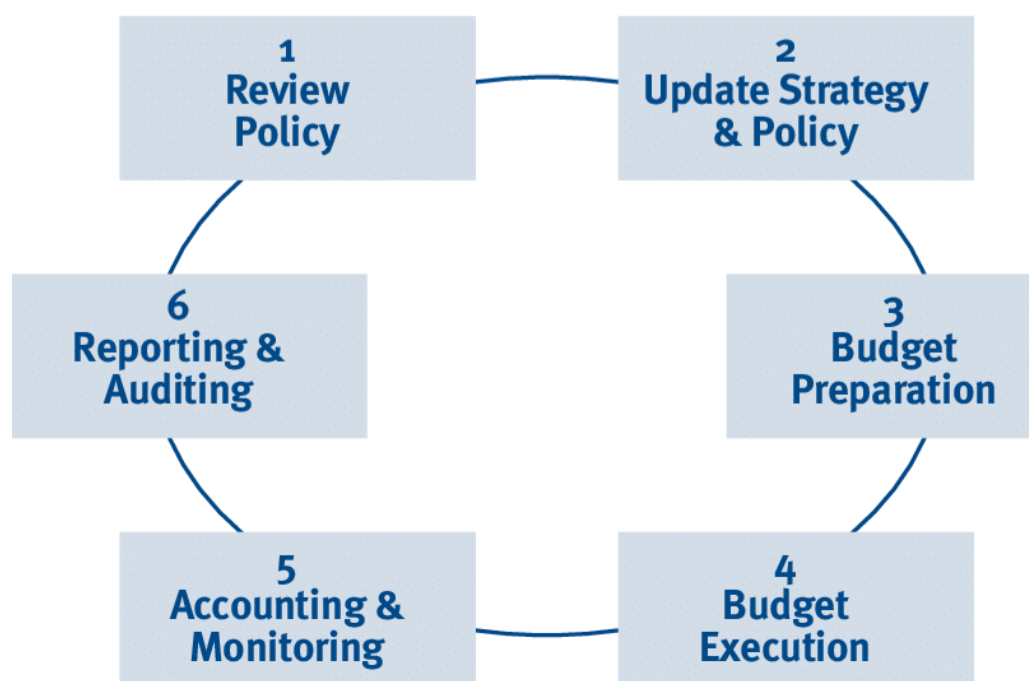 1
Review
Policy
2
Update Strategy
& Policy
3
Budget
Preparation
4
Budget
Execution
5
Accounting &
Monitoring
6
Reporting &
Auditing